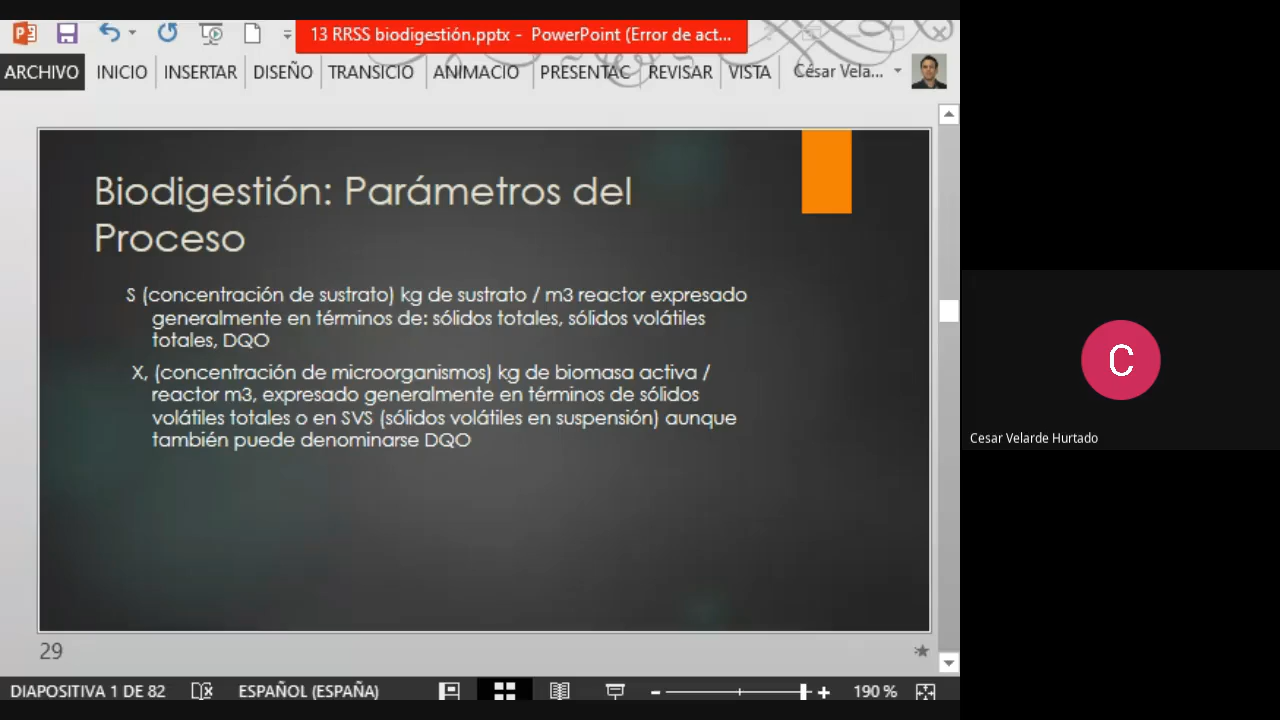 13 RRSS biodigestión.pptx - PowerPoint (Error de act...
ARCHIVO INICIO INSERTAR DISEÑO TRANSICIO ANIMACIO PRESENTAC REVISAR VISTA César Vela...
Biodigestión: Parámetros del
Proceso
S (concentración de sustrato) kg de sustrato / m3 reactor expresado
generalmente en términos de: sólidos totales, sólidos volátiles
totales, DQO
X, (concentración de microorganismos) kg de biomasa activa /
reactor m3, expresado generalmente en términos de sólidos
volátiles totales o en SVS (sólidos volátiles en suspensión) aunque
también puede denominarse DQO
29
DIAPOSITIVA 1 DE 82 ESPAÑOL (ESPAÑA) 190 %
C
Cesar Velarde Hurtado